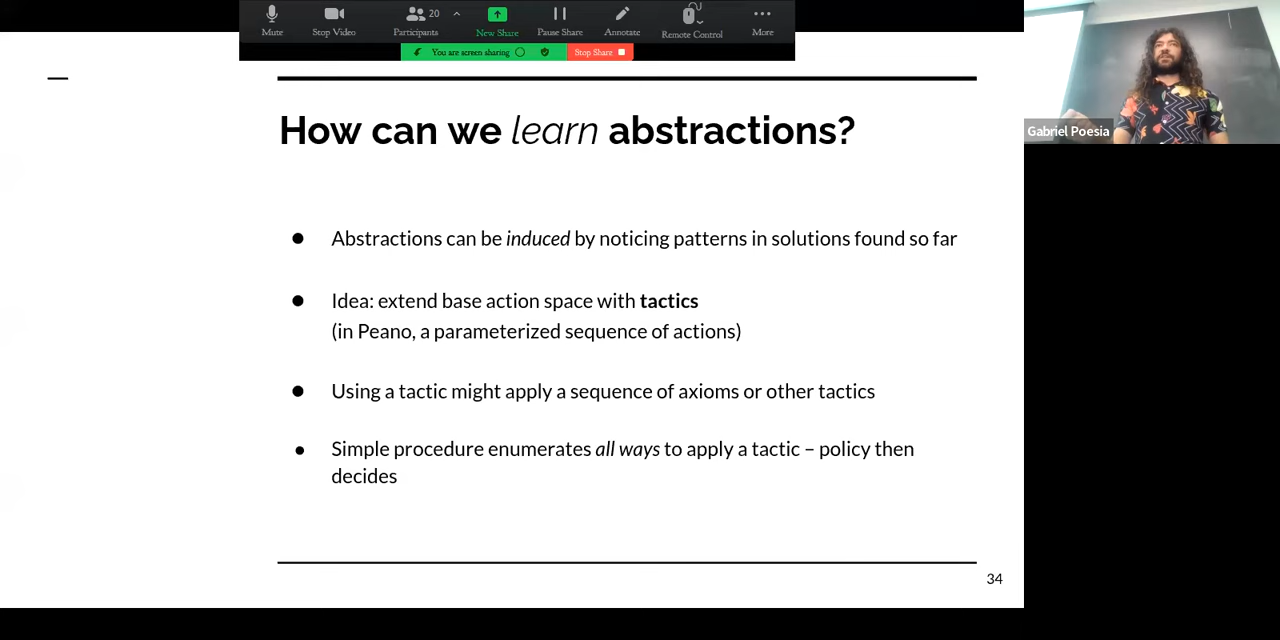 Mute
Stop Video
Participants
20
New Share
Pause Share
Annotate
Remote Control
More
You are screen sharing
Stop Share
Gabriel Poesia
How can we learn abstractions?
● Abstractions can be induced by noticing patterns in solutions found so far
● Idea: extend base action space with tactics
(in Peano, a parameterized sequence of actions)
● Using a tactic might apply a sequence of axioms or other tactics
● Simple procedure enumerates all ways to apply a tactic – policy then
decides
34